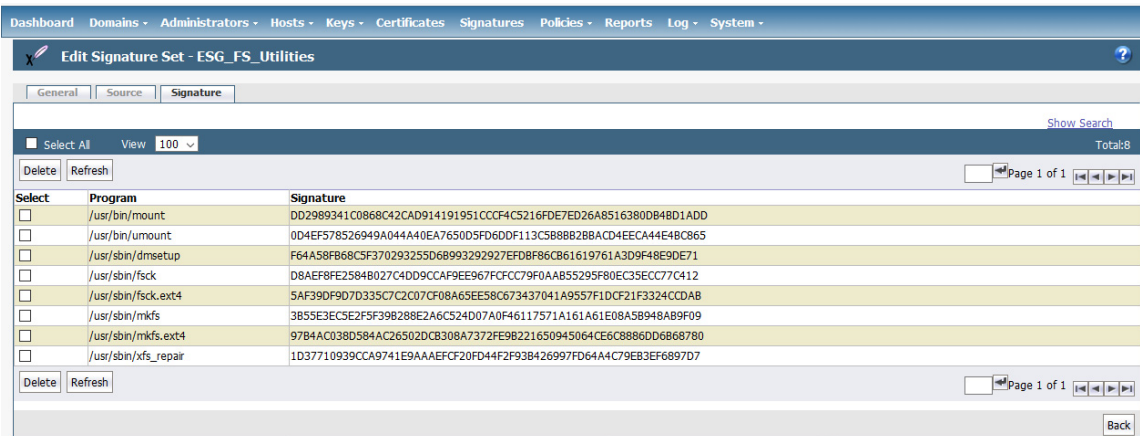 Dashboard Domains Administrators Hosts Keys Certificates Signatures Policies Reports Log System
Edit Signature Set - ESG_FS_Utilities
?
General Source Signature
Show Search
Select All View 100 Total:8
Delete Refresh Page 1 of 1
Select Program Signature
/usr/bin/mount DD2989341C0868C42CAD914191951CCCF4C5216FDE7ED26A8516380DB4BD1ADD
/usr/bin/umount 0D4EF578526949A044A40EA7650D5FD6DDF113C5B8BB2BBACD4EECA44E4BC865
/usr/sbin/dmsetup F64A58FB68C5F370293255D6B993292927EFDBF86CB61619761A3D9F48E9DE71
/usr/sbin/fsck D8AEF8FE2584B027C4DD9CCAF9EE967FCFCC79F0AAB55295F80EC35ECC77C412
/usr/sbin/fsck.ext4 5AF39DF9D7D335C7C2C07CF08A65EE58C673437041A9557F1DCF21F3324CCDAB
/usr/sbin/mkfs 3B55E3EC5E2F5F39B288E2A6C524D07A0F46117571A161A61E08A5B948AB9F09
/usr/sbin/mkfs.ext4 97B4AC038D584AC26502DCB308A7372FE9B221650945064CE6C8886DD6B68780
/usr/sbin/xfs_repair 1D37710939CCA9741E9AAAEFCF20FD44F2F93B426997FD64A4C79EB3EF6897D7
Delete Refresh Page 1 of 1
Back